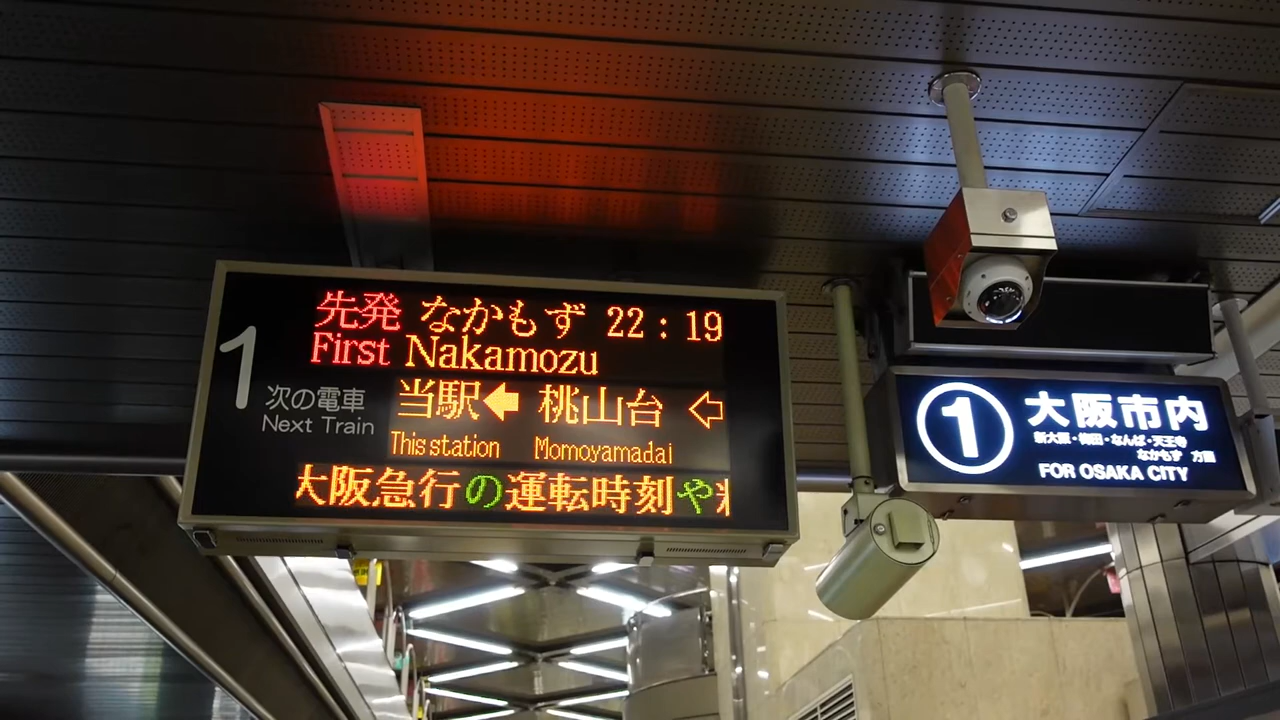 1
先発 なかもず 22:19
First Nakamozu
次の電車
Next Train
当駅 ← 桃山台 ←
This station Momoyamadai
大阪急行の運転時刻や
① 大阪市内
新大阪・梅田・なんば・天王寺
なかもず 方面
FOR OSAKA CITY